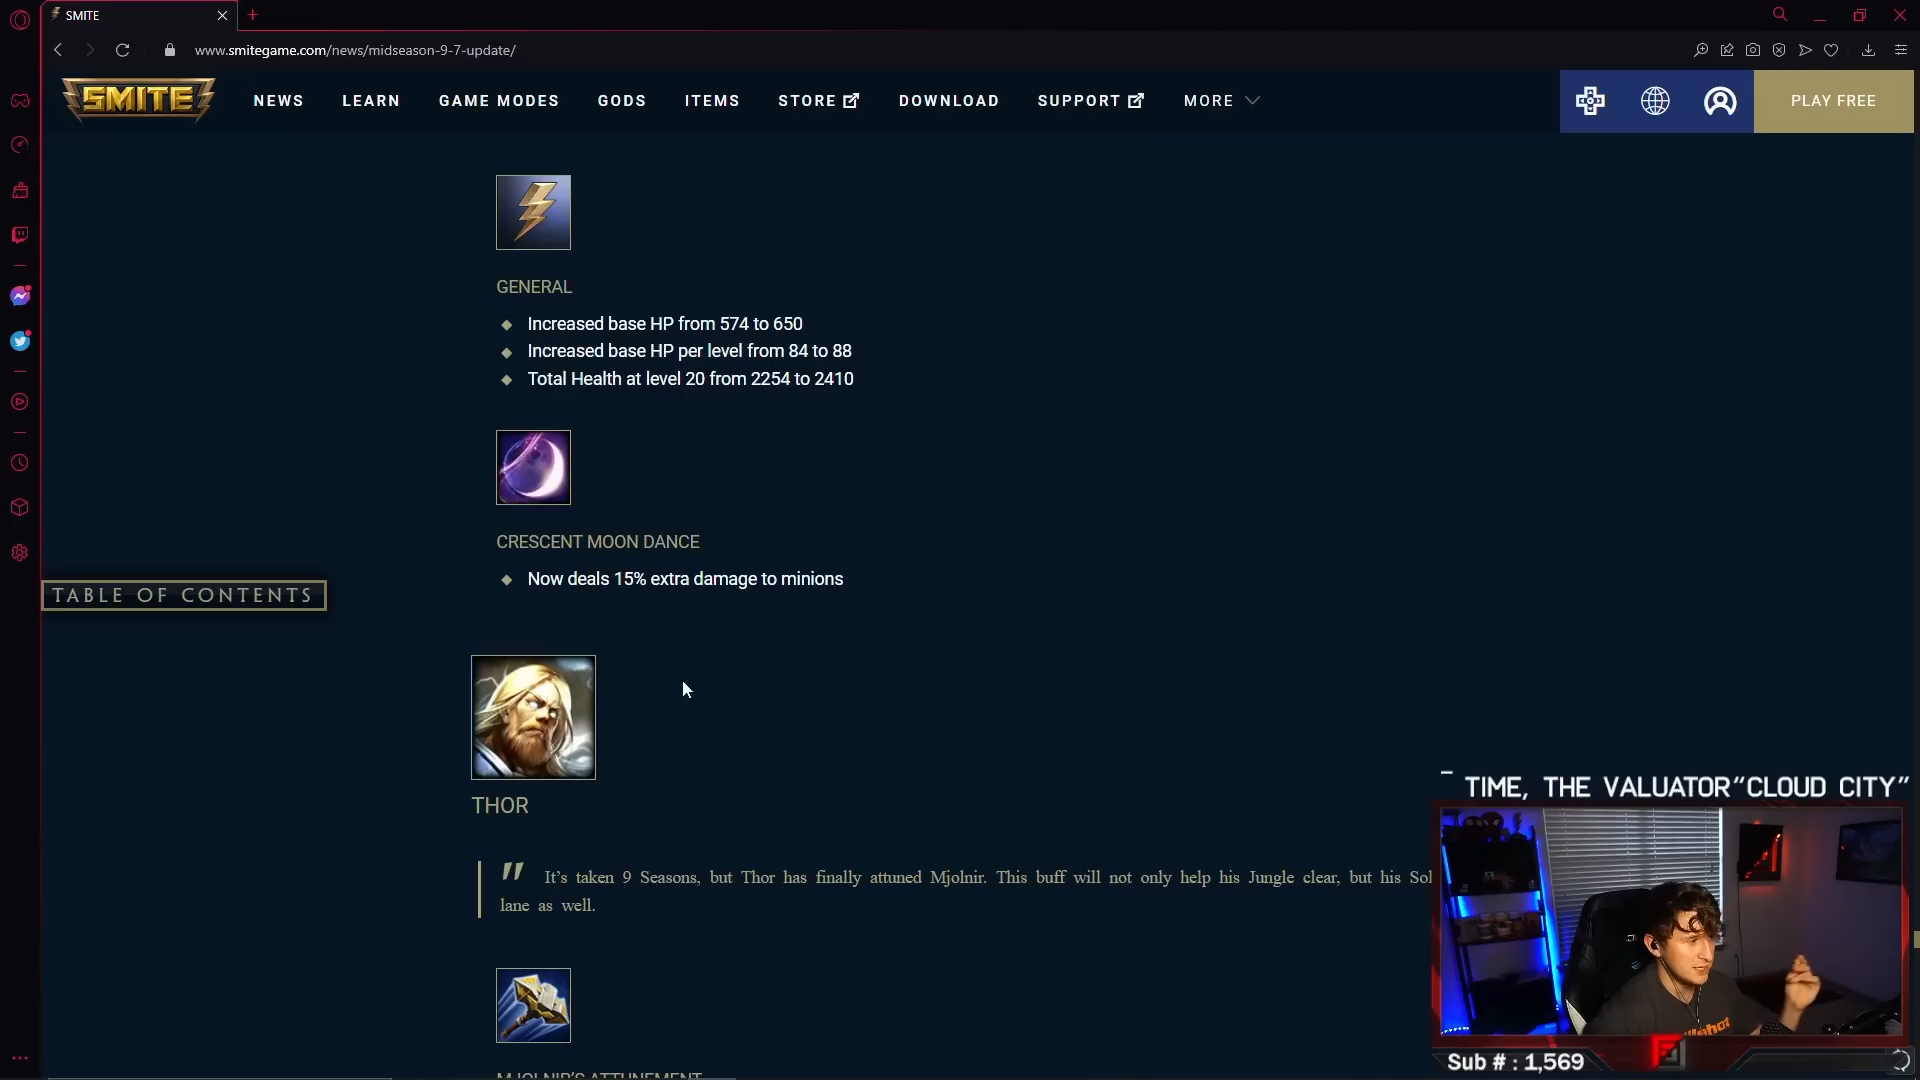 SMITE
www.smitegame.com/news/midseason-9-7-update/
SMITE
NEWS
LEARN
GAME MODES
GODS
ITEMS
STORE
DOWNLOAD
SUPPORT
MORE
PLAY FREE
GENERAL
Increased base HP from 574 to 650
Increased base HP per level from 84 to 88
Total Health at level 20 from 2254 to 2410
CRESCENT MOON DANCE
Now deals 15% extra damage to minions
TABLE OF CONTENTS
THOR
" It's taken 9 Seasons, but Thor has finally attuned Mjolnir. This buff will not only help his Jungle clear, but his Sol
lane as well.
MJOLNIR'S ATTUNEMENT
– TIME, THE VALUATOR"CLOUD CITY"
Sub # : 1,569